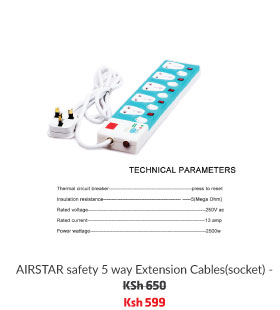 TECHNICAL PARAMETERS
Thermal circuit breaker----------------------------------------press to reset
Insulation resistance-------------------------------- -----5(Mega Ohm)
Rated voltage------------------------------------------------250V ac
Rated current------------------------------------------------13 amp
Power wattage-----------------------------------------------2500w
AIRSTAR safety 5 way Extension Cables(socket) -
KSh 650
Ksh 599